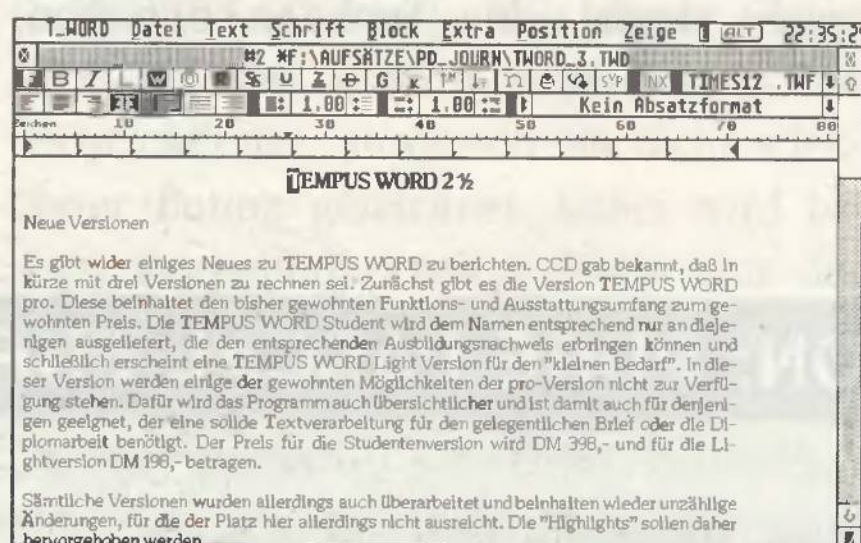 T_WORD Datei Text Schrift Block Extra Position Zeige ALT 22:35:2
#2 *F:\AUFSÄTZE\PD_JOURN\TWORD_3.TWD
F B I L W S U Z D G K SYP INX TIMES12 .TWF
1.00 1.00 Kein Absatzformat
Zeichen 10 20 30 40 50 60 70 80
TEMPUS WORD 2 ½
Neue Versionen
Es gibt wider einiges Neues zu TEMPUS WORD zu berichten. CCD gab bekannt, daß in
kürze mit drei Versionen zu rechnen sei. Zunächst gibt es die Version TEMPUS WORD
pro. Diese beinhaltet den bisher gewohnten Funktions- und Ausstattungsumfang zum ge-
wohnten Preis. Die TEMPUS WORD Student wird dem Namen entsprechend nur an dieje-
nigen ausgeliefert, die den entsprechenden Ausbildungsnachweis erbringen können und
schließlich erscheint eine TEMPUS WORD Light Version für den "kleinen Bedarf". In die-
ser Version werden einige der gewohnten Möglichkeiten der pro-Version nicht zur Verfü-
gung stehen. Dafür wird das Programm auch übersichtlicher und ist damit auch für denjeni-
gen geeignet, der eine solide Textverarbeitung für den gelegentlichen Brief oder die Di-
plomarbeit benötigt. Der Preis für die Studentenversion wird DM 398,- und für die Li-
ghtversion DM 198,- betragen.
Sämtliche Versionen wurden allerdings auch überarbeitet und beinhalten wieder unzählige
Änderungen, für die der Platz hier allerdings nicht ausreicht. Die "Highlights" sollen daher
hervorgehoben werden